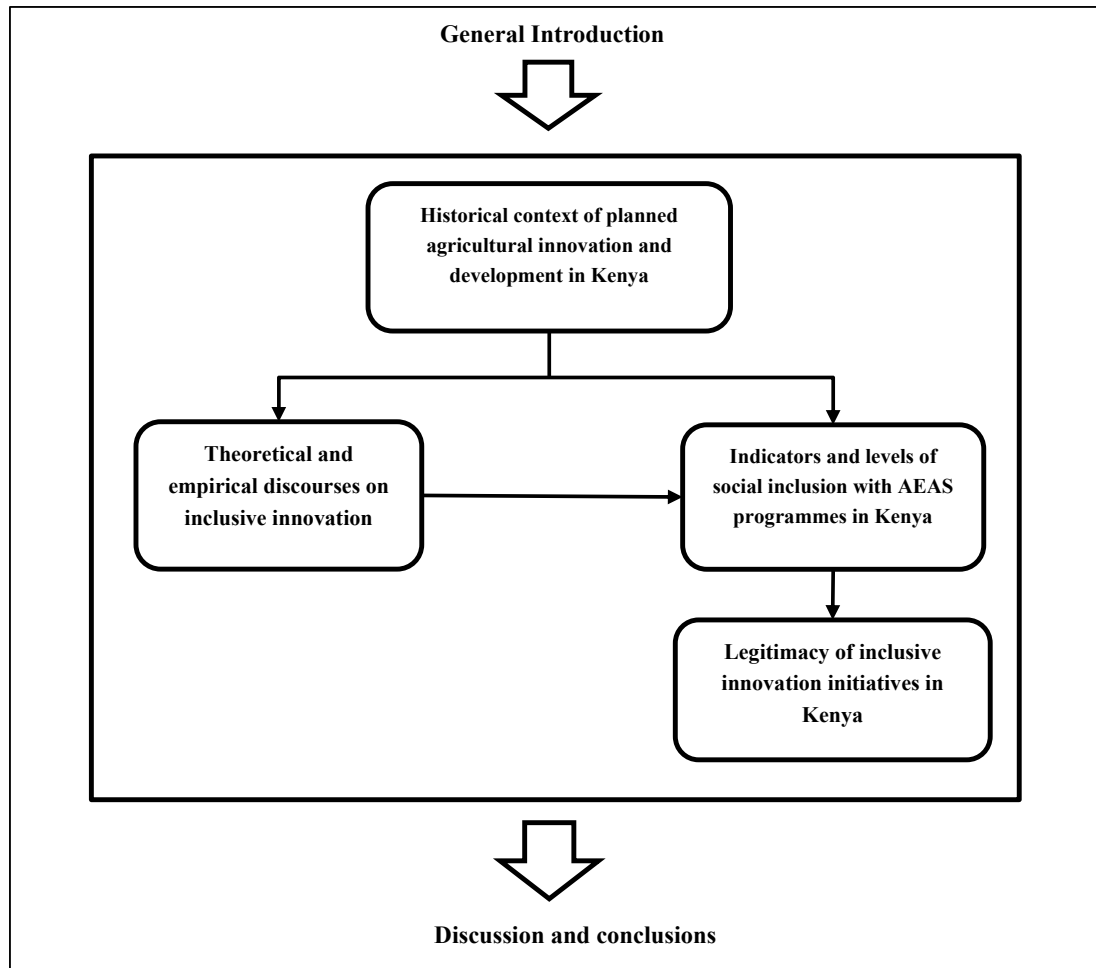 General Introduction
Historical context of planned
agricultural innovation and
development in Kenya
Theoretical and
empirical discourses on
inclusive innovation
Indicators and levels of
social inclusion with AEAS
programmes in Kenya
Legitimacy of inclusive
innovation initiatives in
Kenya
Discussion and conclusions